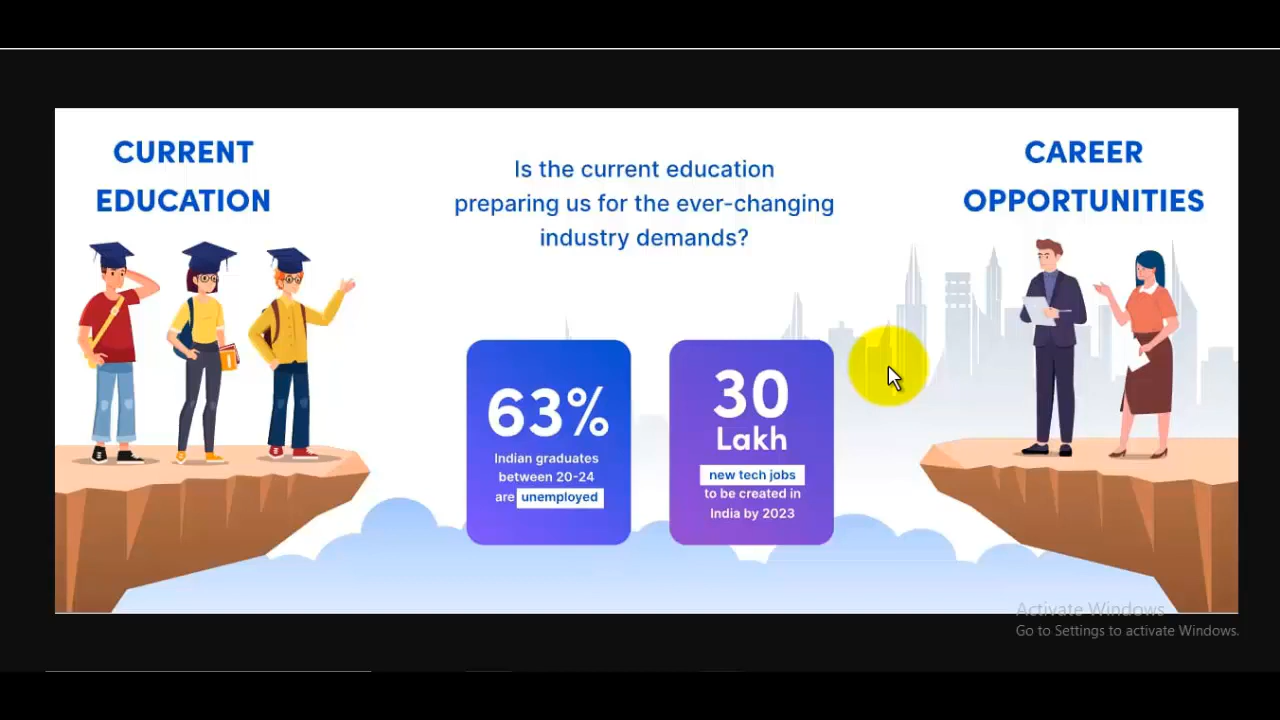 CURRENT
EDUCATION
Is the current education
preparing us for the ever-changing
industry demands?
CAREER
OPPORTUNITIES
63%
Indian graduates
between 20-24
are unemployed
30
Lakh
new tech jobs
to be created in
India by 2023
Activate Windows
Go to Settings to activate Windows.